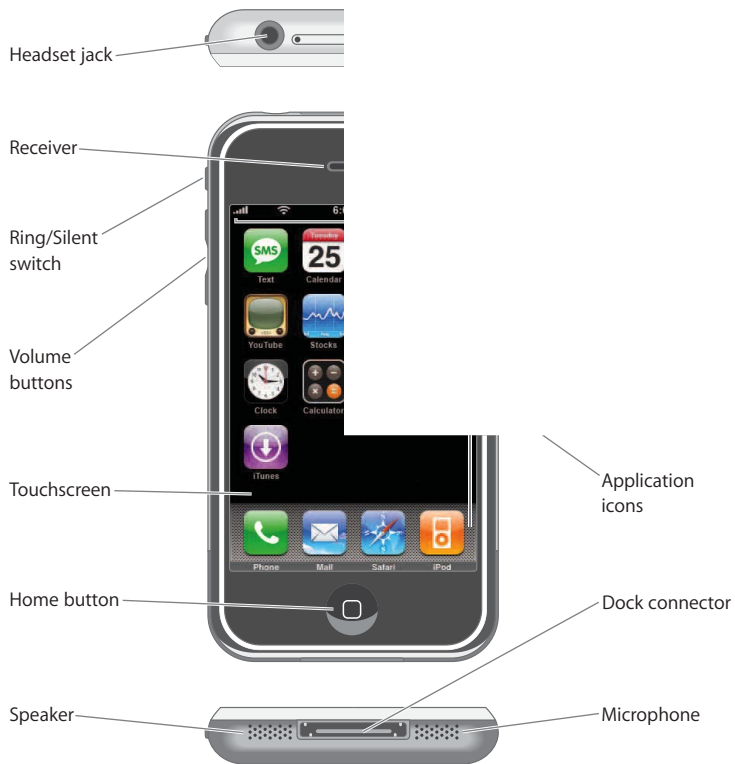 Headset jack
Receiver
Ring/Silent
switch
Volume
buttons
Touchscreen
Home button
Speaker
Application
icons
Dock connector
Microphone
SMS
Text
Tuesday
25
Calendar
YouTube
Stocks
Clock
Calculator
iTunes
Phone
Mail
Safari
iPod